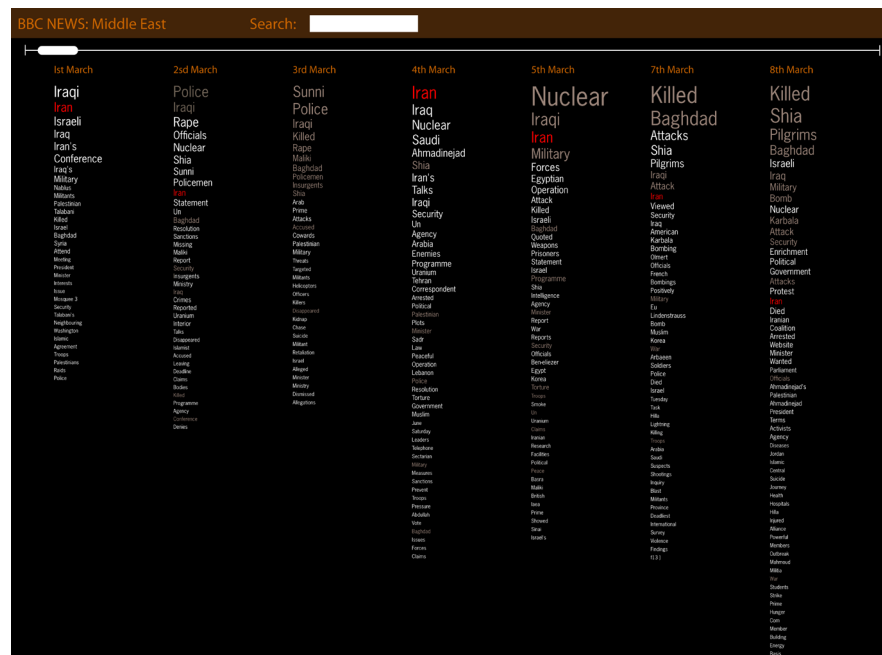 BBC NEWS: Middle East
Search:
1st March
Iraqi
Iran
Israeli
Iraq
Iran's
Conference
Iraq's
Military
Nablus
Militants
Palestinian
Talabani
Killed
Israel
Baghdad
Syria
Attend
Meeting
President
Minister
Interests
Issue
Mosquee 3
Security
Talabani's
Neighbouring
Washington
Islamic
Agreement
Troops
Palestinians
Raids
Police
2sd March
Police
Iraqi
Rape
Officials
Nuclear
Shia
Sunni
Policemen
Iran
Statement
Un
Baghdad
Resolution
Sanctions
Missing
Maliki
Report
Security
Insurgents
Ministry
Iraq
Crimes
Reported
Uranium
Interior
Talks
Disappeared
Islamist
Accused
Leaving
Deadline
Claims
Bodies
Killed
Programme
Agency
Conference
Denies
3rd March
Sunni
Police
Iraqi
Killed
Rape
Maliki
Baghdad
Policemen
Insurgents
Shia
Arab
Prime
Attacks
Accused
Cowards
Palestinian
Military
Threats
Targeted
Militants
Helicopters
Officers
Killers
Disappeared
Kidnap
Chase
Suicide
Militant
Retaliation
Israel
Alleged
Minister
Ministry
Dismissed
Allegations
4th March
Iran
Iraq
Nuclear
Saudi
Ahmadinejad
Shia
Iran's
Talks
Iraqi
Security
Un
Agency
Arabia
Enemies
Programme
Uranium
Tehran
Correspondent
Arrested
Political
Palestinian
Plots
Minister
Sadr
Law
Peaceful
Operation
Lebanon
Police
Resolution
Torture
Government
Muslim
June
Saturday
Leaders
Telephone
Sectarian
Military
Measures
Sanctions
Prevent
Troops
Pressure
Abdullah
Vote
Baghdad
Issues
Forces
Claims
5th March
Nuclear
Iraqi
Iran
Military
Forces
Egyptian
Operation
Attack
Killed
Israeli
Baghdad
Quoted
Weapons
Prisoners
Statement
Israel
Programme
Shia
Intelligence
Agency
Minister
Report
War
Reports
Security
Officials
Ben-eliezer
Egypt
Korea
Torture
Troops
Smoke
Un
Uranium
Claims
Iranian
Research
Facilities
Political
Peace
Basra
Maliki
British
Iaea
Prime
Showed
Sinai
Israel's
7th March
Killed
Baghdad
Attacks
Shia
Pilgrims
Iraqi
Attack
Iran
Viewed
Security
Iraq
American
Karbala
Bombing
Olmert
Officials
French
Bombings
Positively
Military
Eu
Lindenstrauss
Bomb
Muslim
Korea
War
Arbaeen
Soldiers
Police
Died
Israel
Tuesday
Task
Hilla
Lightning
Killing
Troops
Arabia
Saudi
Suspects
Shootings
Inquiry
Blast
Militants
Province
Deadliest
International
Survey
Violence
Findings
f[ 3 ]
8th March
Killed
Shia
Pilgrims
Baghdad
Israeli
Iraq
Military
Bomb
Nuclear
Karbala
Attack
Security
Enrichment
Political
Government
Attacks
Protest
Iran
Died
Iranian
Coalition
Arrested
Website
Minister
Wanted
Parliament
Officials
Ahmadinejad's
Palestinian
Ahmadinejad
President
Terms
Activists
Agency
Diseases
Jordan
Islamic
Central
Suicide
Journey
Health
Hospitals
Hilla
Injured
Alliance
Powerful
Members
Outbreak
Mahmoud
Militia
War
Students
Strike
Prime
Hunger
Com
Member
Building
Energy